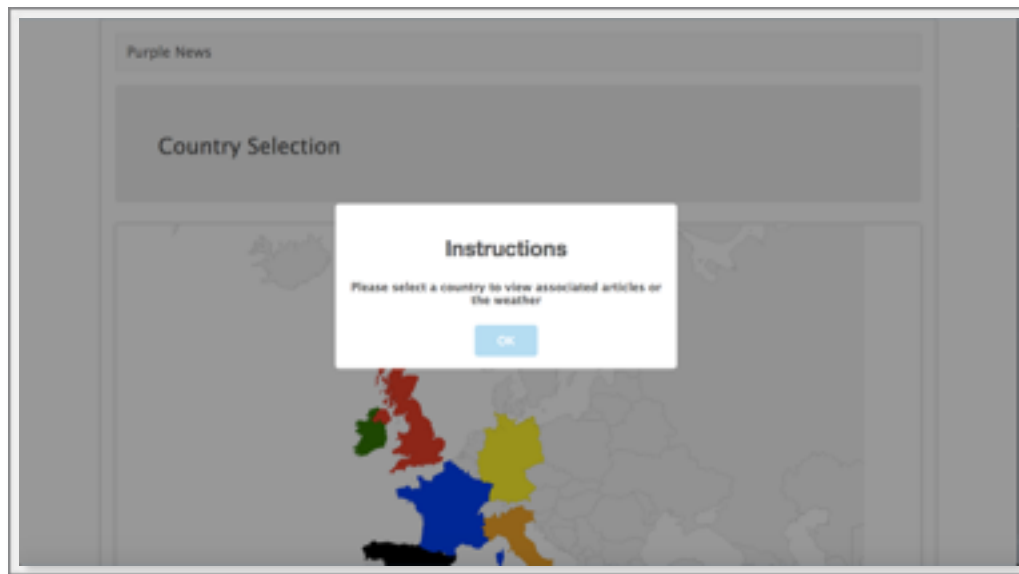 Purple News
Country Selection
Instructions
Please select a country to view associated articles or
the weather
OK